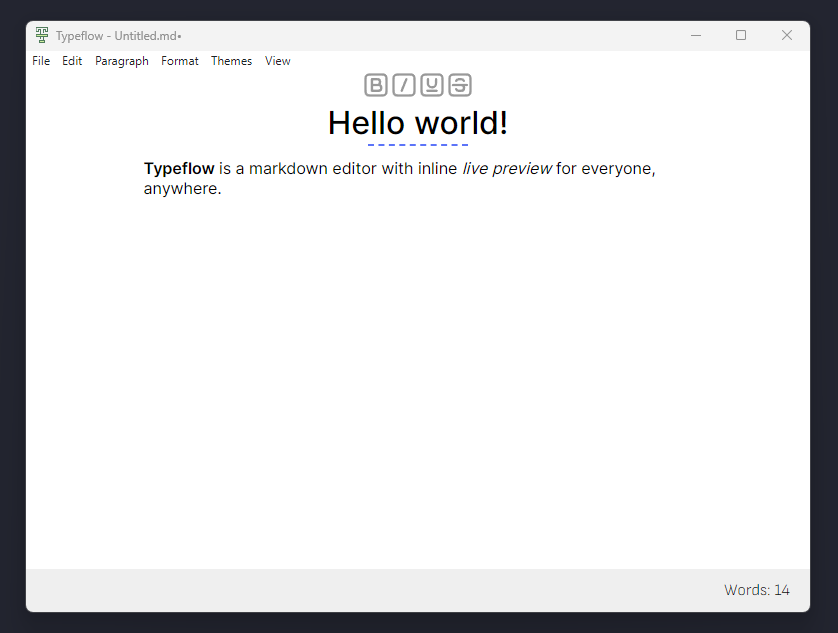 Typeflow - Untitled.md•
File Edit Paragraph Format Themes View
B I U S
Hello world!
Typeflow is a markdown editor with inline live preview for everyone,
anywhere.
Words: 14